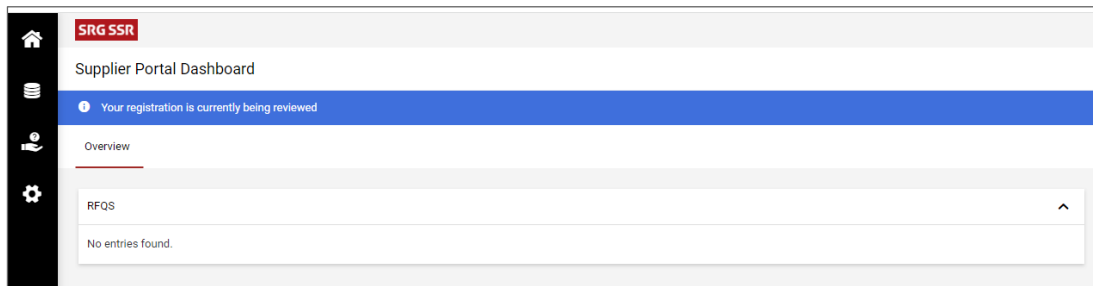 SRG SSR
Supplier Portal Dashboard
Your registration is currently being reviewed
Overview
RFQS
No entries found.